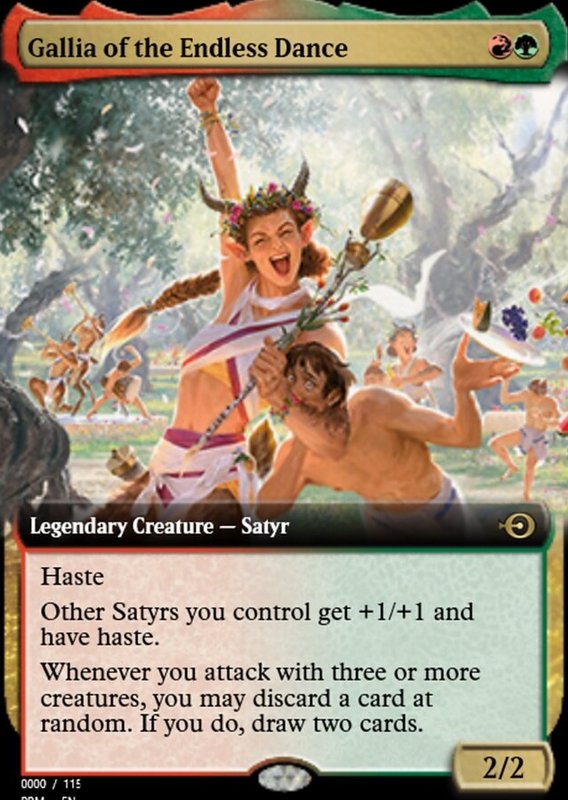 Gallia of the Endless Dance
Legendary Creature — Satyr
Haste
Other Satyrs you control get +1/+1 and
have haste.
Whenever you attack with three or more
creatures, you may discard a card at
random. If you do, draw two cards.
2/2
0000 / 115